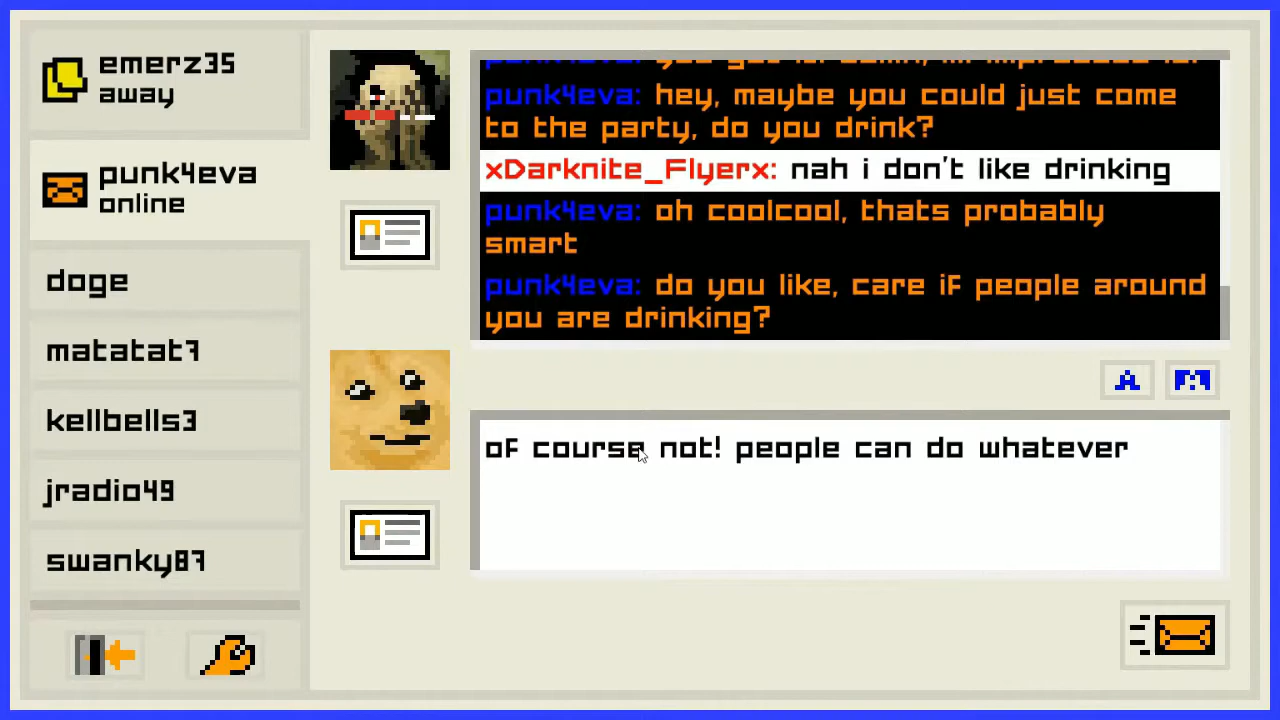 emerz35
away
punk4eva
online
doge
matatat7
kellbells3
jradio49
swanky87
punk4eva: hey, maybe you could just come
to the party, do you drink?
xDarknite_Flyerx: nah i don't like drinking
punk4eva: oh coolcool, thats probably
smart
punk4eva: do you like, care if people around
you are drinking?
A
of course not! people can do whatever